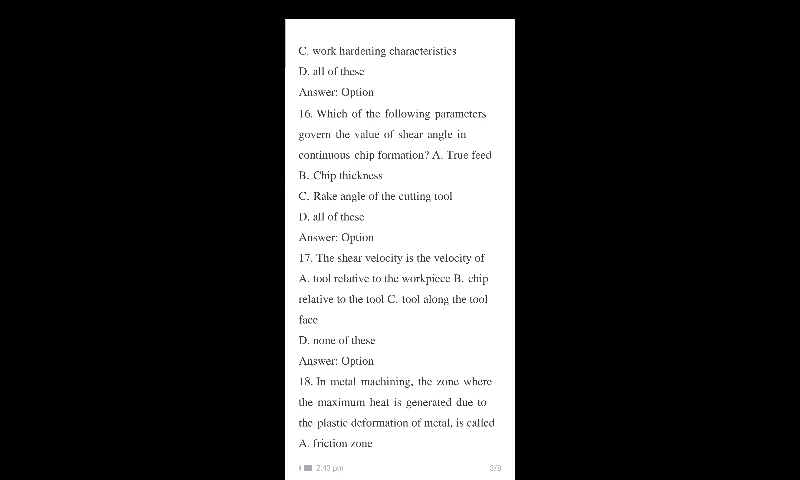 C. work hardening characteristics
D. all of these
Answer: Option
16. Which of the following parameters
govern the value of shear angle in
continuous chip formation? A. True feed
B. Chip thickness
C. Rake angle of the cutting tool
D. all of these
Answer: Option
17. The shear velocity is the velocity of
A. tool relative to the workpiece B. chip
relative to the tool C. tool along the tool
face
D. none of these
Answer: Option
18. In metal machining, the zone where
the maximum heat is generated due to
the plastic deformation of metal, is called
A. friction zone
2:43 pm
3/8